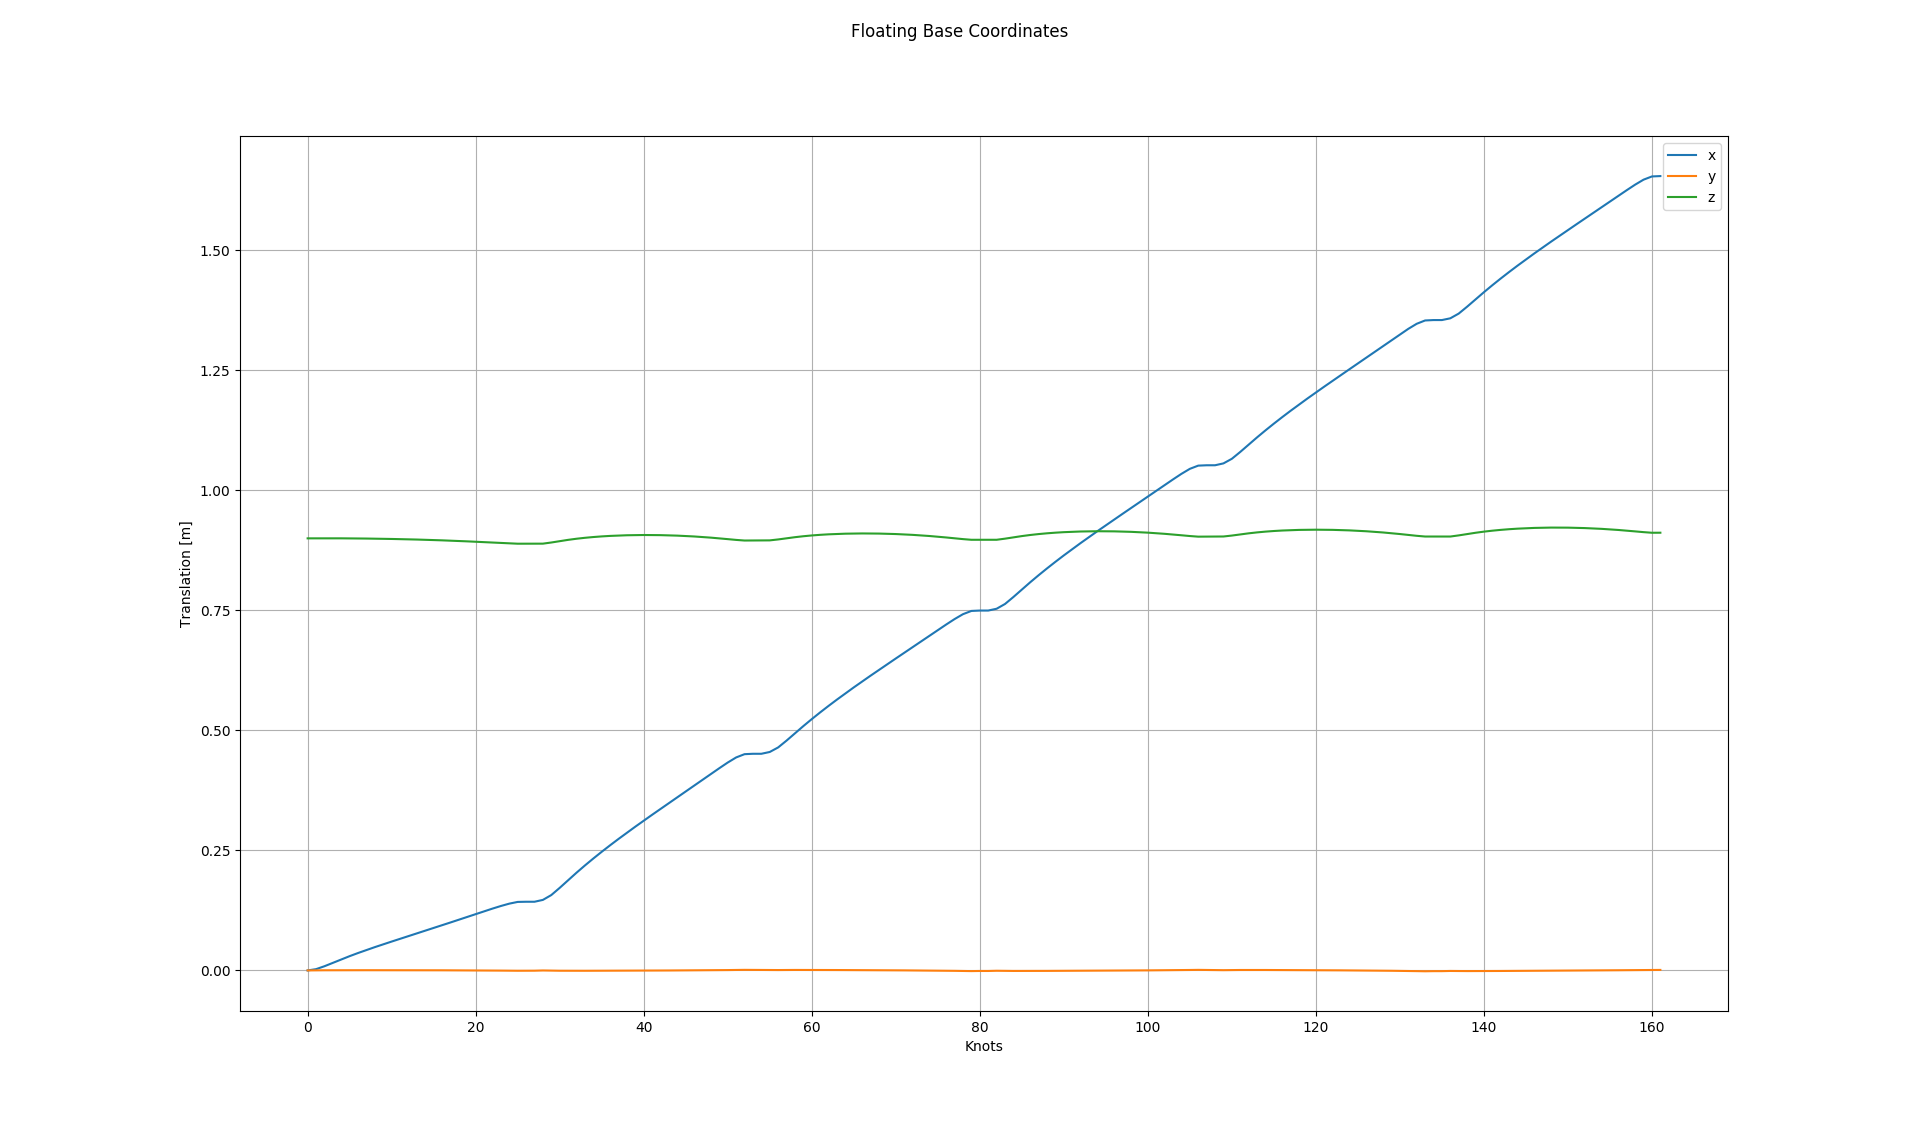 Floating Base Coordinates
x
y
z
1.50
1.25
1.00
0.75
0.50
0.25
0.00
Translation [m]
0 20 40 60 80 100 120 140 160
Knots